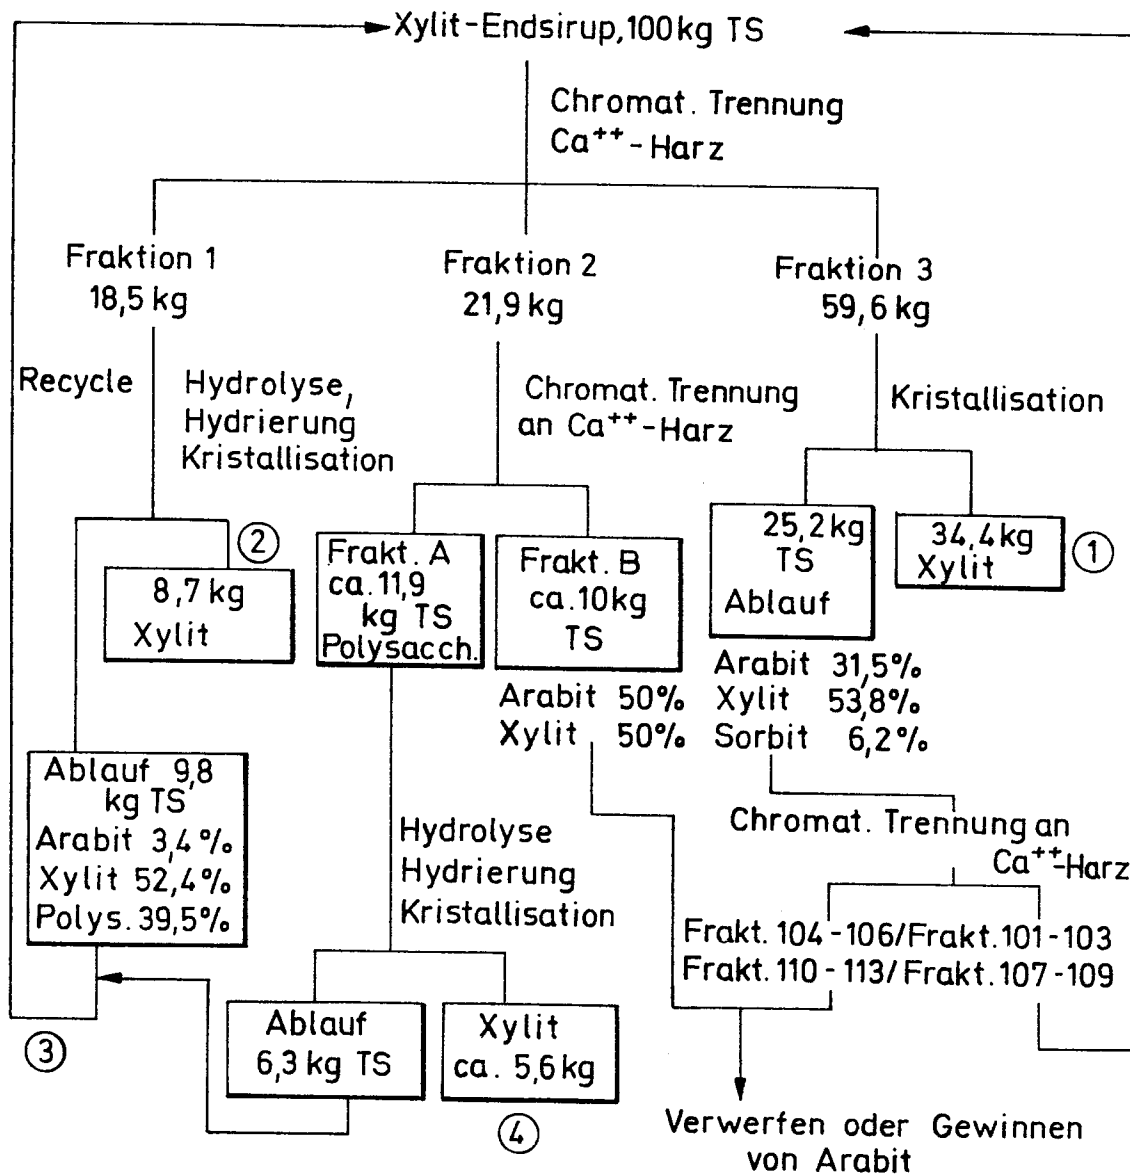 Xylit-Endsirup, 100 kg TS
Chromat. Trennung
Ca++-Harz
Fraktion 1
18,5 kg
Fraktion 2
21,9 kg
Fraktion 3
59,6 kg
Recycle
Hydrolyse,
Hydrierung
Kristallisation
Chromat. Trennung
an Ca++-Harz
Kristallisation
2
8,7 kg
Xylit
Frakt. A
ca. 11,9
kg TS
Polysacch.
Frakt. B
ca. 10 kg
TS
Arabit 50%
Xylit 50%
25,2 kg
TS
Ablauf
34,4 kg
Xylit
1
Arabit 31,5%
Xylit 53,8%
Sorbit 6,2%
Ablauf 9,8
kg TS
Arabit 3,4%
Xylit 52,4%
Polys. 39,5%
Hydrolyse
Hydrierung
Kristallisation
Chromat. Trennung an
Ca++-Harz
Frakt. 104-106/Frakt. 101-103
Frakt. 110-113/Frakt. 107-109
3
Ablauf
6,3 kg TS
Xylit
ca. 5,6 kg
4
Verwerfen oder Gewinnen
von Arabit